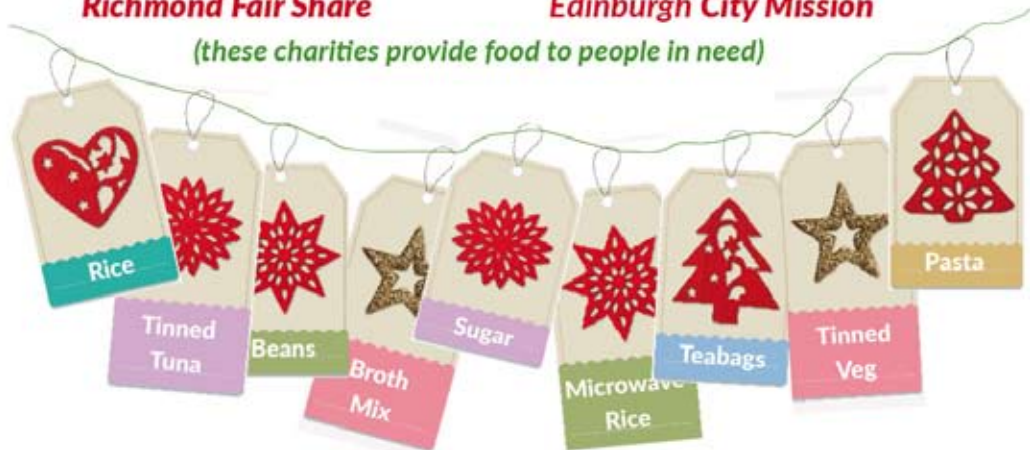 Richmond Fair Share Edinburgh City Mission
(these charities provide food to people in need)
Rice
Tinned
Tuna
Beans
Broth
Mix
Sugar
Microwave
Rice
Teabags
Tinned
Veg
Pasta